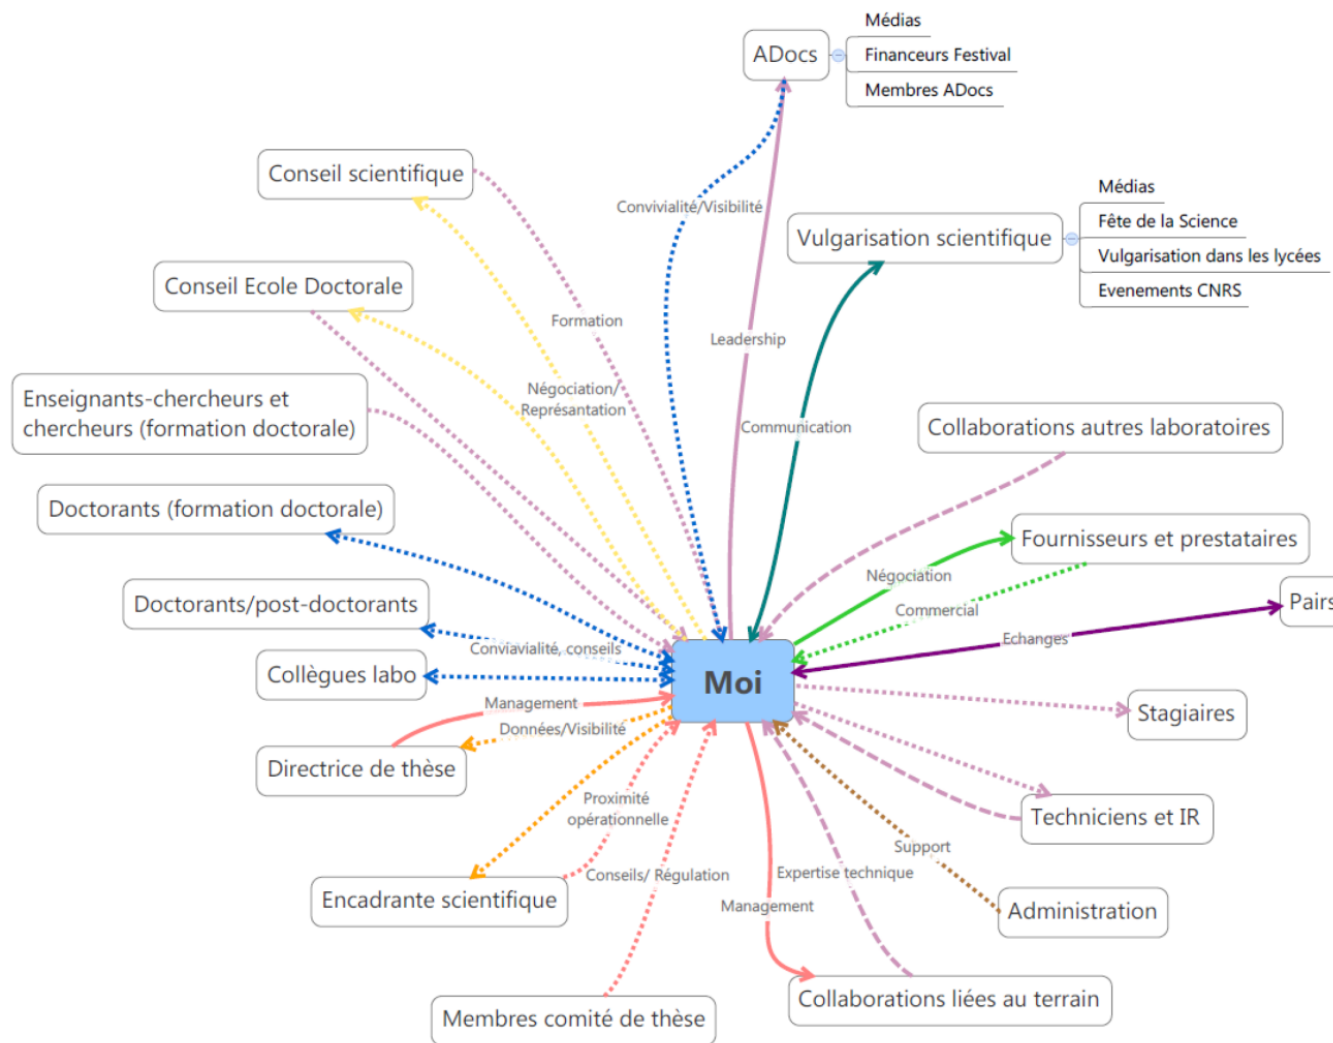 Médias
ADocs
Financeurs Festival
Membres ADocs
Conseil scientifique
Médias
Convivialité/Visibilité
Fête de la Science
Vulgarisation scientifique
Vulgarisation dans les lycées
Conseil Ecole Doctorale
Evenements CNRS
Formation
Leadership
Négociation/
Représantation
Enseignants-chercheurs et
chercheurs (formation doctorale)
Communication
Collaborations autres laboratoires
Doctorants (formation doctorale)
Fournisseurs et prestataires
Négociation
Commercial
Doctorants/post-doctorants
Pairs
Conviavialité, conseils
Echanges
Collègues labo
Moi
Management
Stagiaires
Données/Visibilité
Directrice de thèse
Proximité
opérationnelle
Techniciens et IR
Support
Conseils/ Régulation
Expertise technique
Encadrante scientifique
Management
Administration
Collaborations liées au terrain
Membres comité de thèse